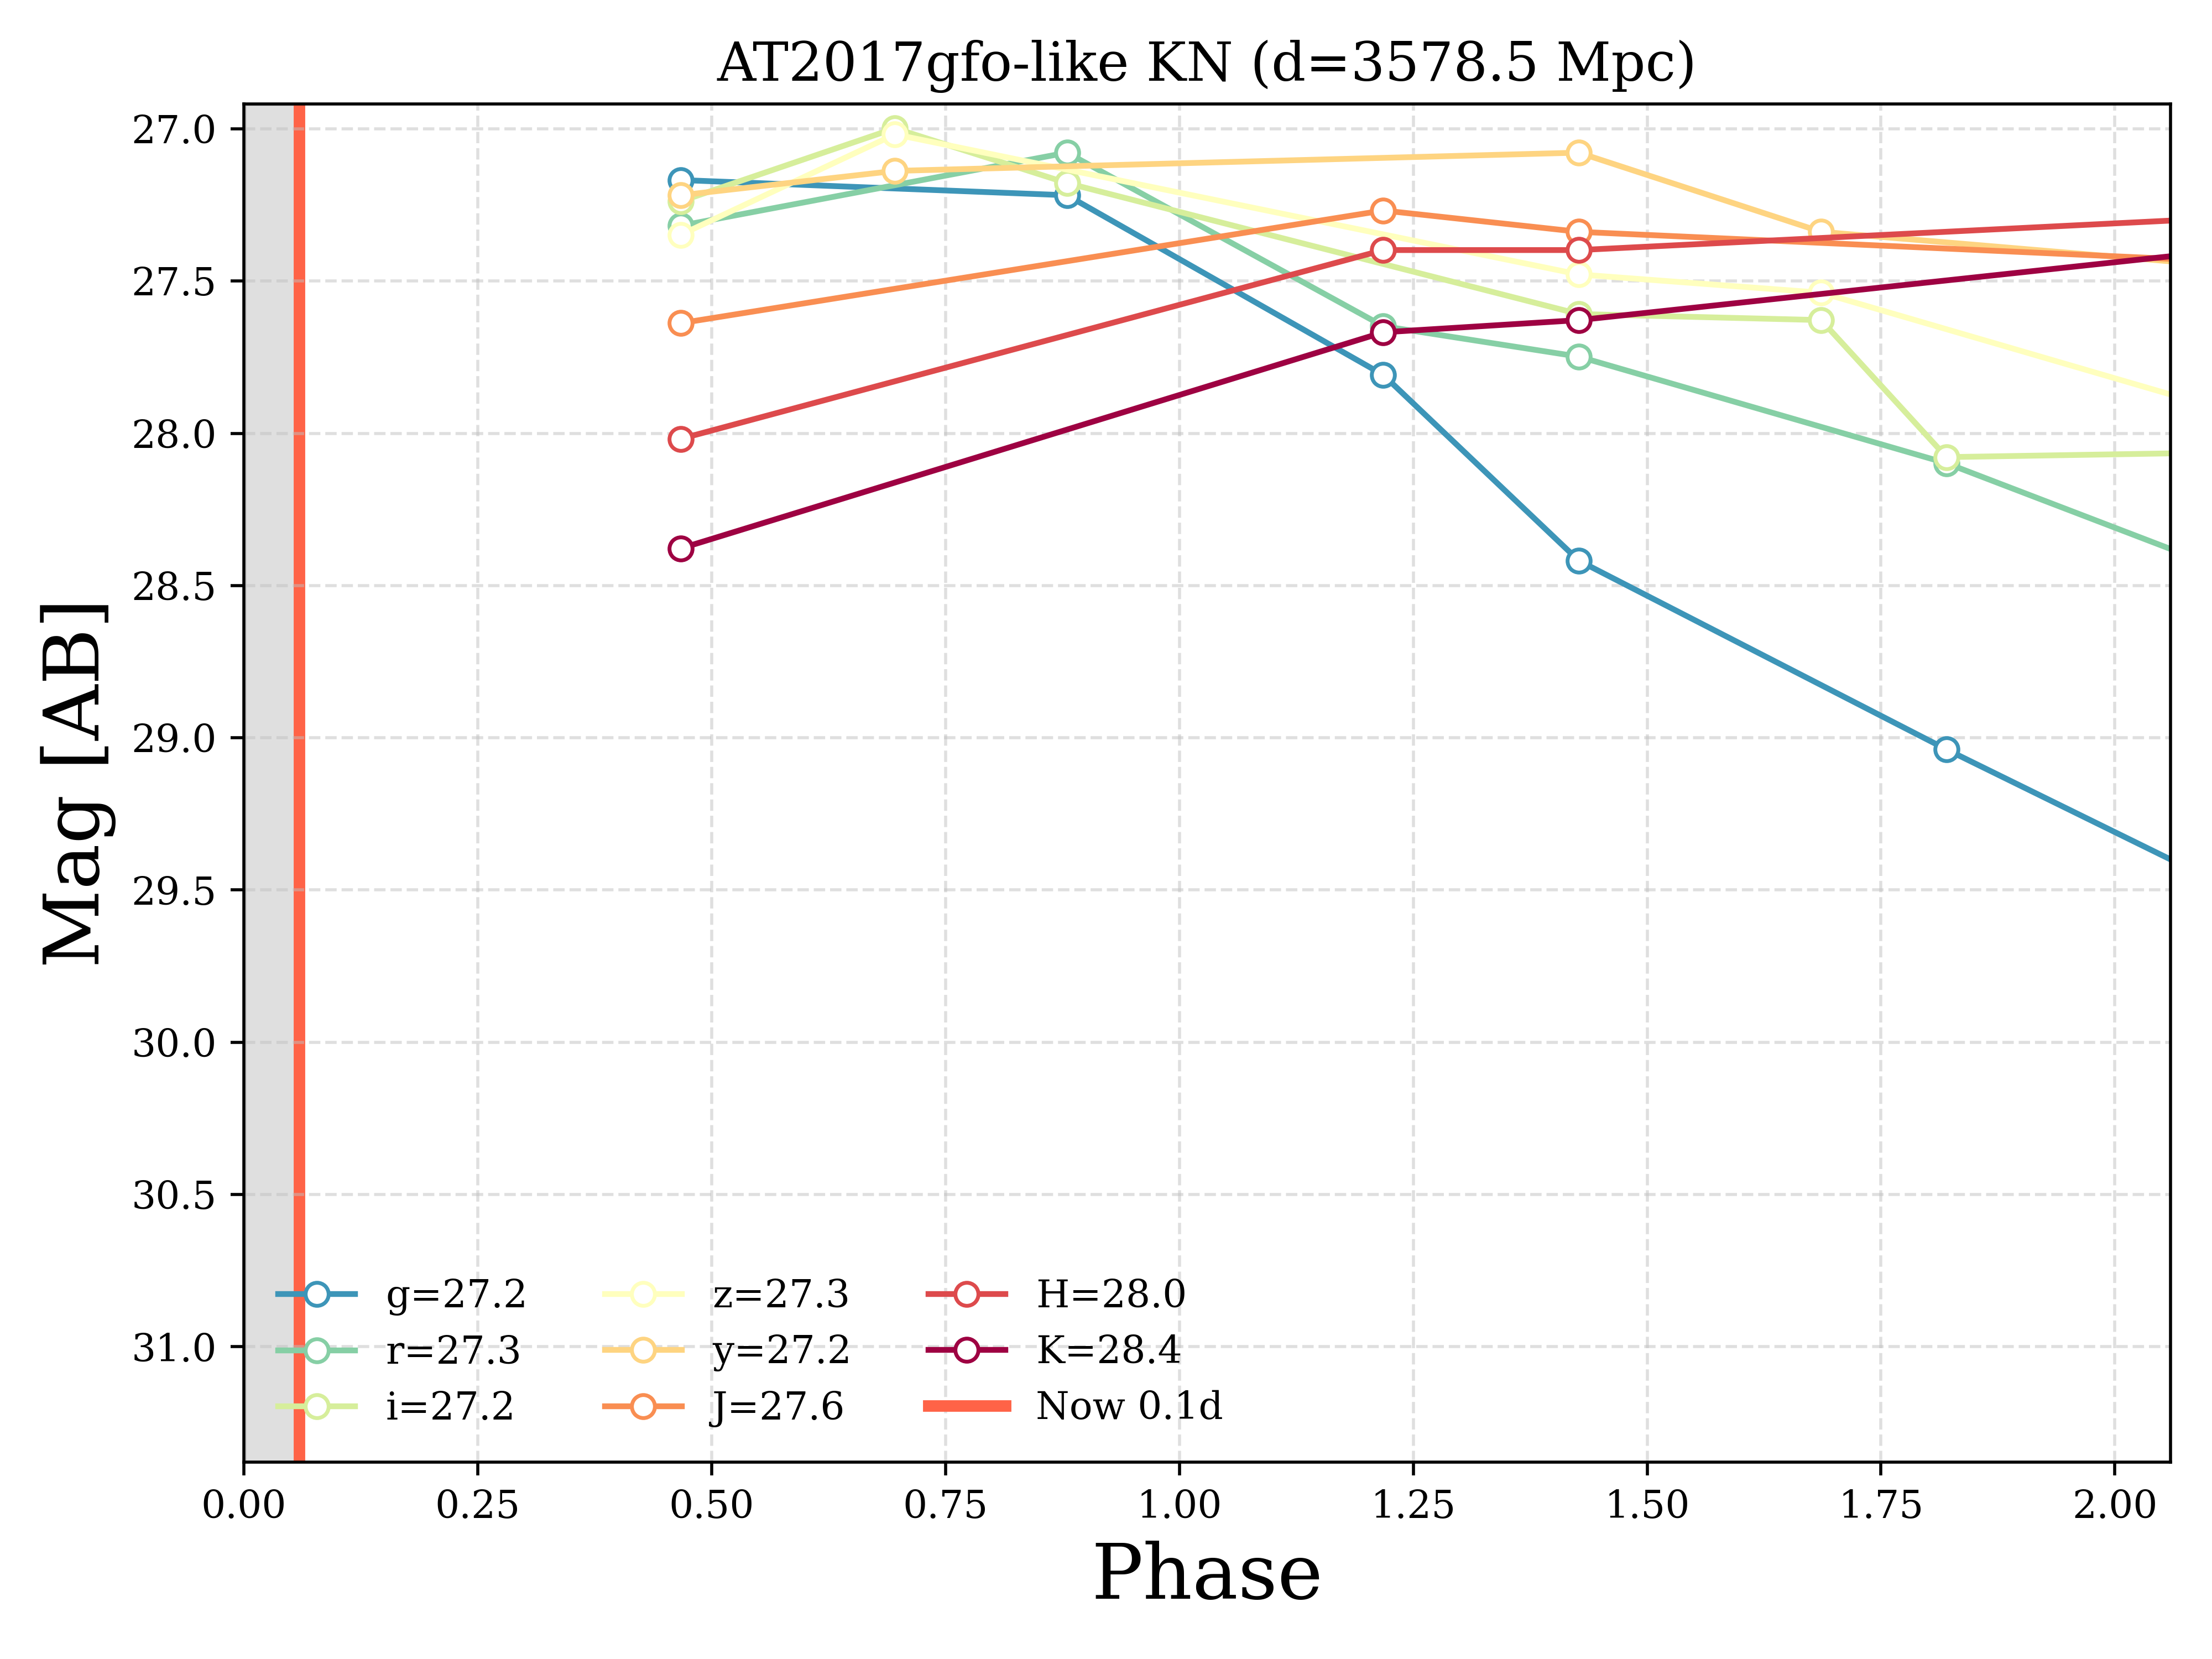 AT2017gfo-like KN (d=3578.5 Mpc)
27.0
27.5
28.0
28.5
29.0
29.5
30.0
30.5
31.0
Mag [AB]
g=27.2
r=27.3
i=27.2
z=27.3
y=27.2
J=27.6
H=28.0
K=28.4
Now 0.1d
0.00 0.25 0.50 0.75 1.00 1.25 1.50 1.75 2.00
Phase